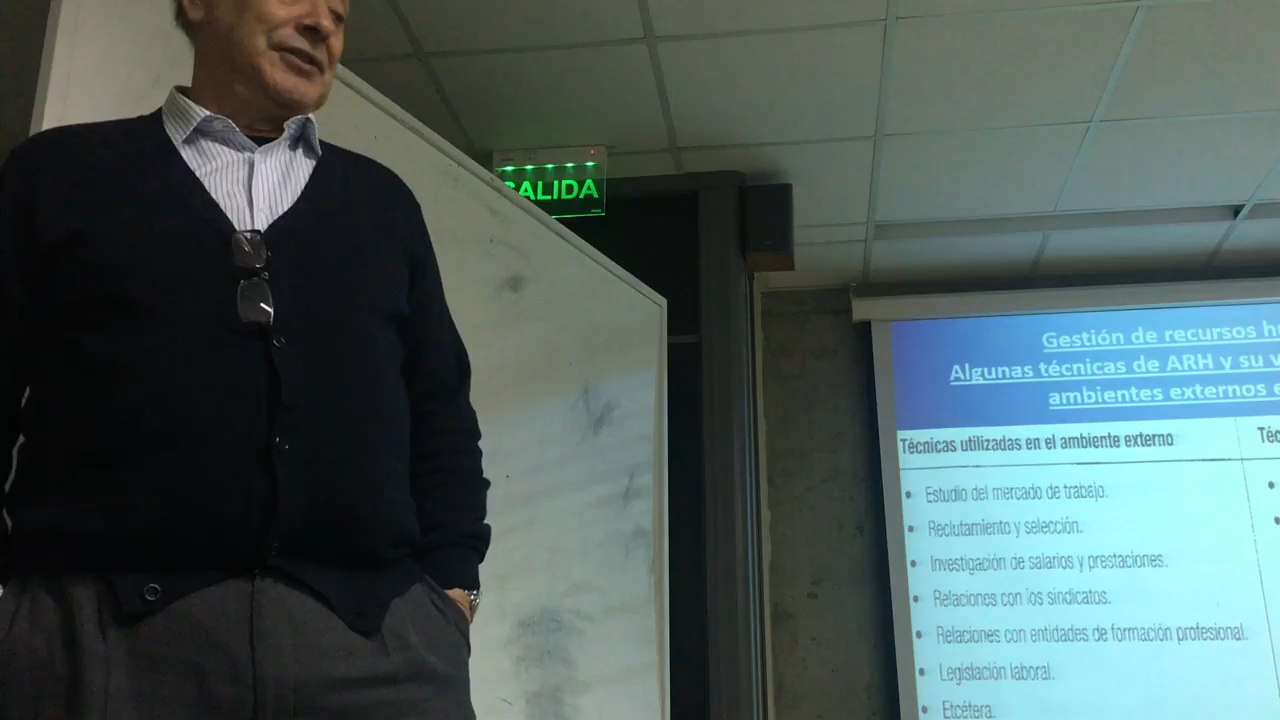 SALIDA
Gestión de recursos
Algunas técnicas de ARH y su
ambientes externos
Técnicas utilizadas en el ambiente externo
• Estudio del mercado de trabajo.
• Reclutamiento y selección.
• Investigación de salarios y prestaciones.
• Relaciones con los sindicatos.
• Relaciones con entidades de formación profesional.
• Legislación laboral.
• Etcétera.